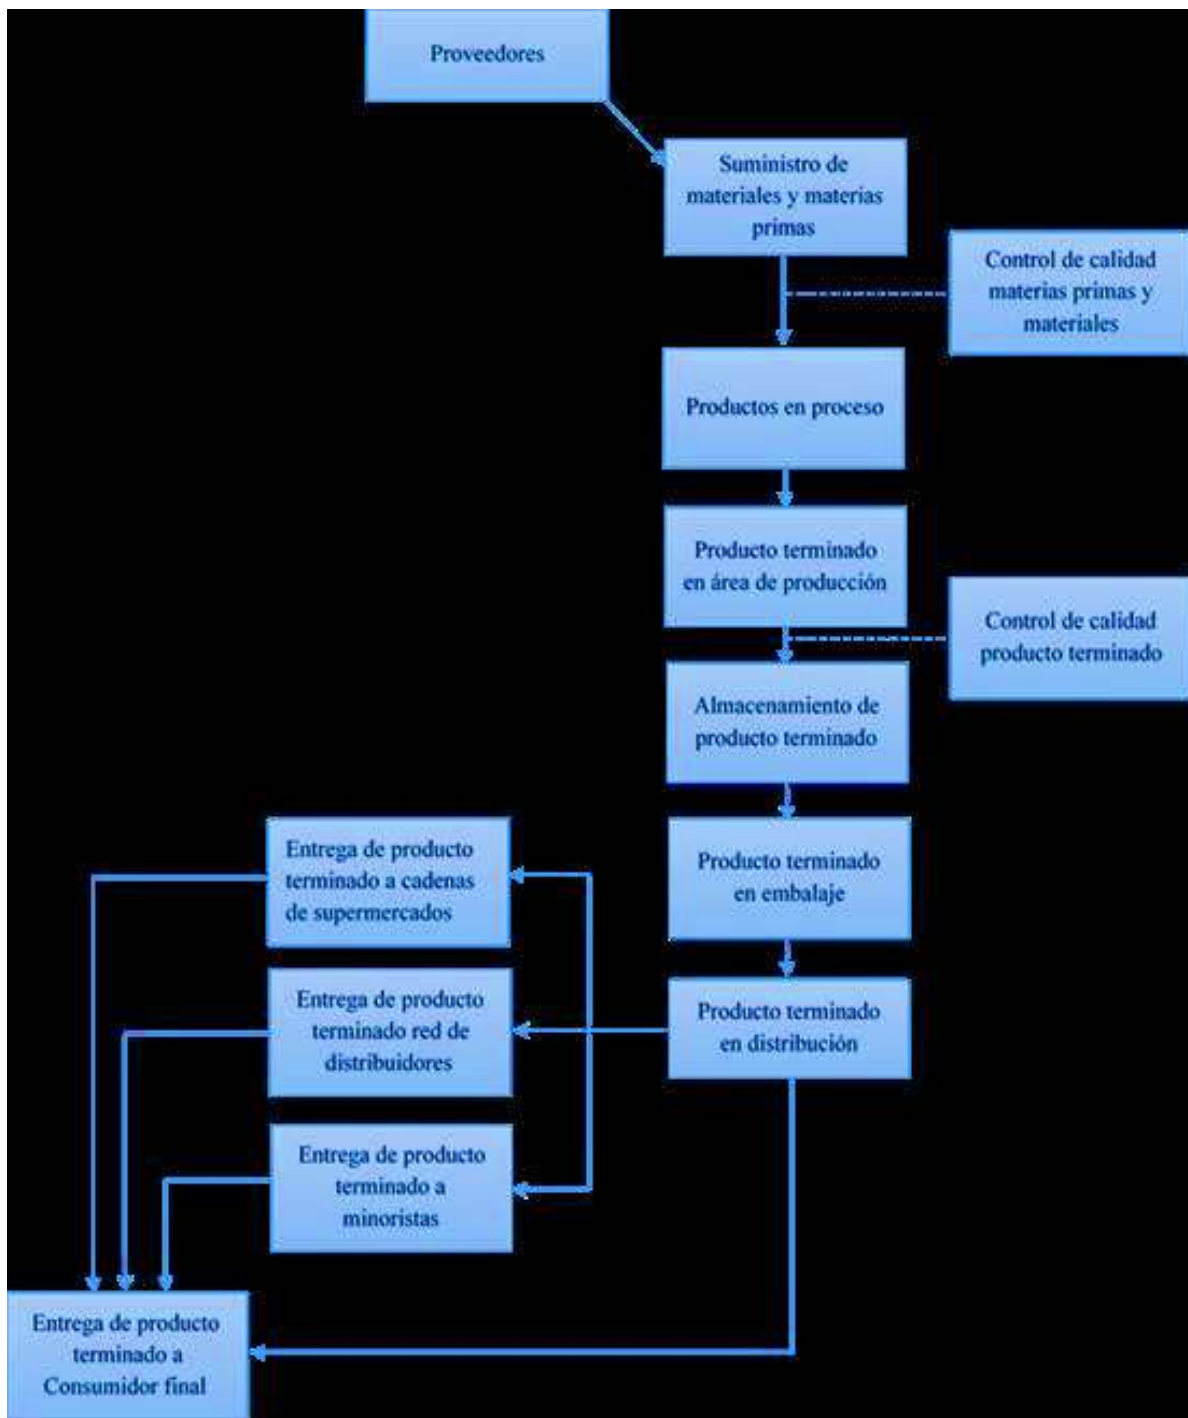 Proveedores
Suministro de
materiales y materias
primas
Control de calidad
materias primas y
materiales
Productos en proceso
Producto terminado
en área de producción
Control de calidad
producto terminado
Almacenamiento de
producto terminado
Entrega de producto
terminado a cadenas
de supermercados
Producto terminado
en embalaje
Entrega de producto
terminado red de
distribuidores
Producto terminado
en distribución
Entrega de producto
terminado a
minoristas
Entrega de producto
terminado a
Consumidor final